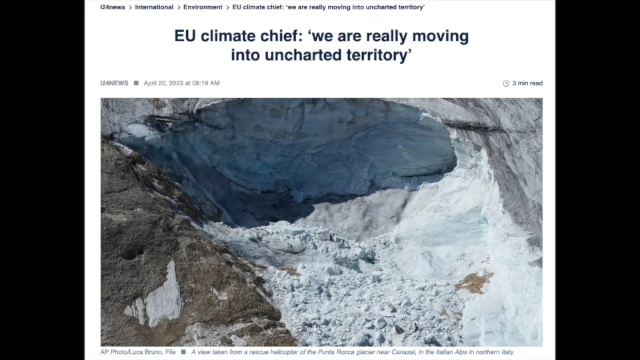 i24news > International > Environment > EU climate chief: ‘we are really moving into uncharted territory’
EU climate chief: ‘we are really moving
into uncharted territory’
I24NEWS ■ April 20, 2023 at 08:19 AM
3 min read
AP Photo/Luca Bruno, File ■ A view taken from a rescue helicopter of the Punta Rocca glacier near Canazei, in the Italian Alps in northern Italy.